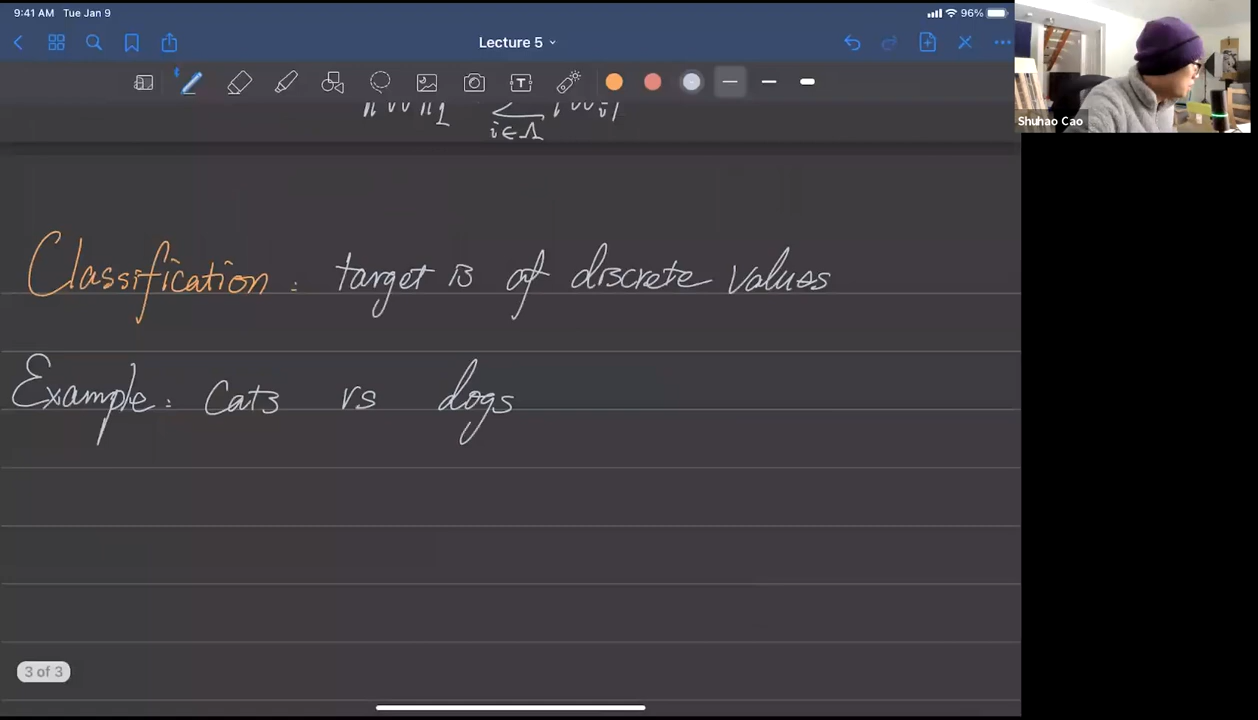 9:41 AM Tue Jan 9
96%
Lecture 5
T
i∈Λ
Shuhao Cao
Classification: target is of discrete values
Example: Cats vs dogs
3 of 3